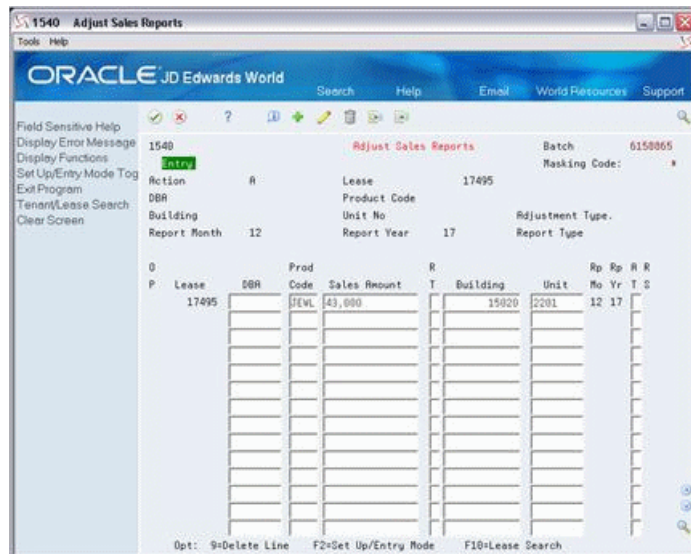 1540 Adjust Sales Reports
Tools Help
ORACLE JD Edwards World
Search Help Email World Resources Support
Field Sensitive Help
Display Error Message
Display Functions
Set Up/Entry Mode Tog
Exit Program
Tenant/Lease Search
Clear Screen
1540 Adjust Sales Reports Batch 6158865
Entry Masking Code: *
Action A Lease 17495
DBA Product Code
Building Unit No Adjustment Type.
Report Month 12 Report Year 17 Report Type
O Prod R Rp Rp A R
P Lease DBA Code Sales Amount T Building Unit Mo Yr T S
17495 JEWL 43,000 15020 2201 12 17
Opt: 9=Delete Line F2=Set Up/Entry Mode F18=Lease Search